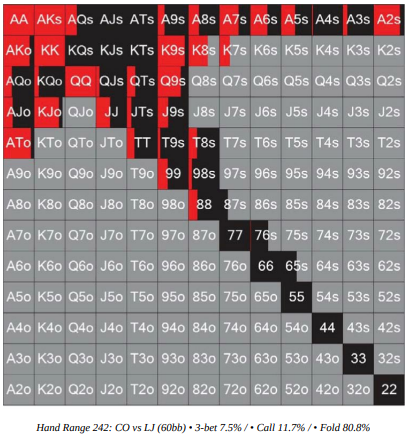 AA AKs AQs AJs ATs A9s A8s A7s A6s A5s A4s A3s A2s
AKo KK KQs KJs KTs K9s K8s K7s K6s K5s K4s K3s K2s
AQo KQo QQ QJs QTs Q9s Q8s Q7s Q6s Q5s Q4s Q3s Q2s
AJo KJo QJo JJ JTs J9s J8s J7s J6s J5s J4s J3s J2s
ATo KTo QTo JTo TT T9s T8s T7s T6s T5s T4s T3s T2s
A9o K9o Q9o J9o T9o 99 98s 97s 96s 95s 94s 93s 92s
A8o K8o Q8o J8o T8o 98o 88 87s 86s 85s 84s 83s 82s
A7o K7o Q7o J7o T7o 97o 87o 77 76s 75s 74s 73s 72s
A6o K6o Q6o J6o T6o 96o 86o 76o 66 65s 64s 63s 62s
A5o K5o Q5o J5o T5o 95o 85o 75o 65o 55 54s 53s 52s
A4o K4o Q4o J4o T4o 94o 84o 74o 64o 54o 44 43s 42s
A3o K3o Q3o J3o T3o 93o 83o 73o 63o 53o 43o 33 32s
A2o K2o Q2o J2o T2o 92o 82o 72o 62o 52o 42o 32o 22
Hand Range 242: CO vs LJ (60bb) • 3-bet 7.5% / • Call 11.7% / • Fold 80.8%